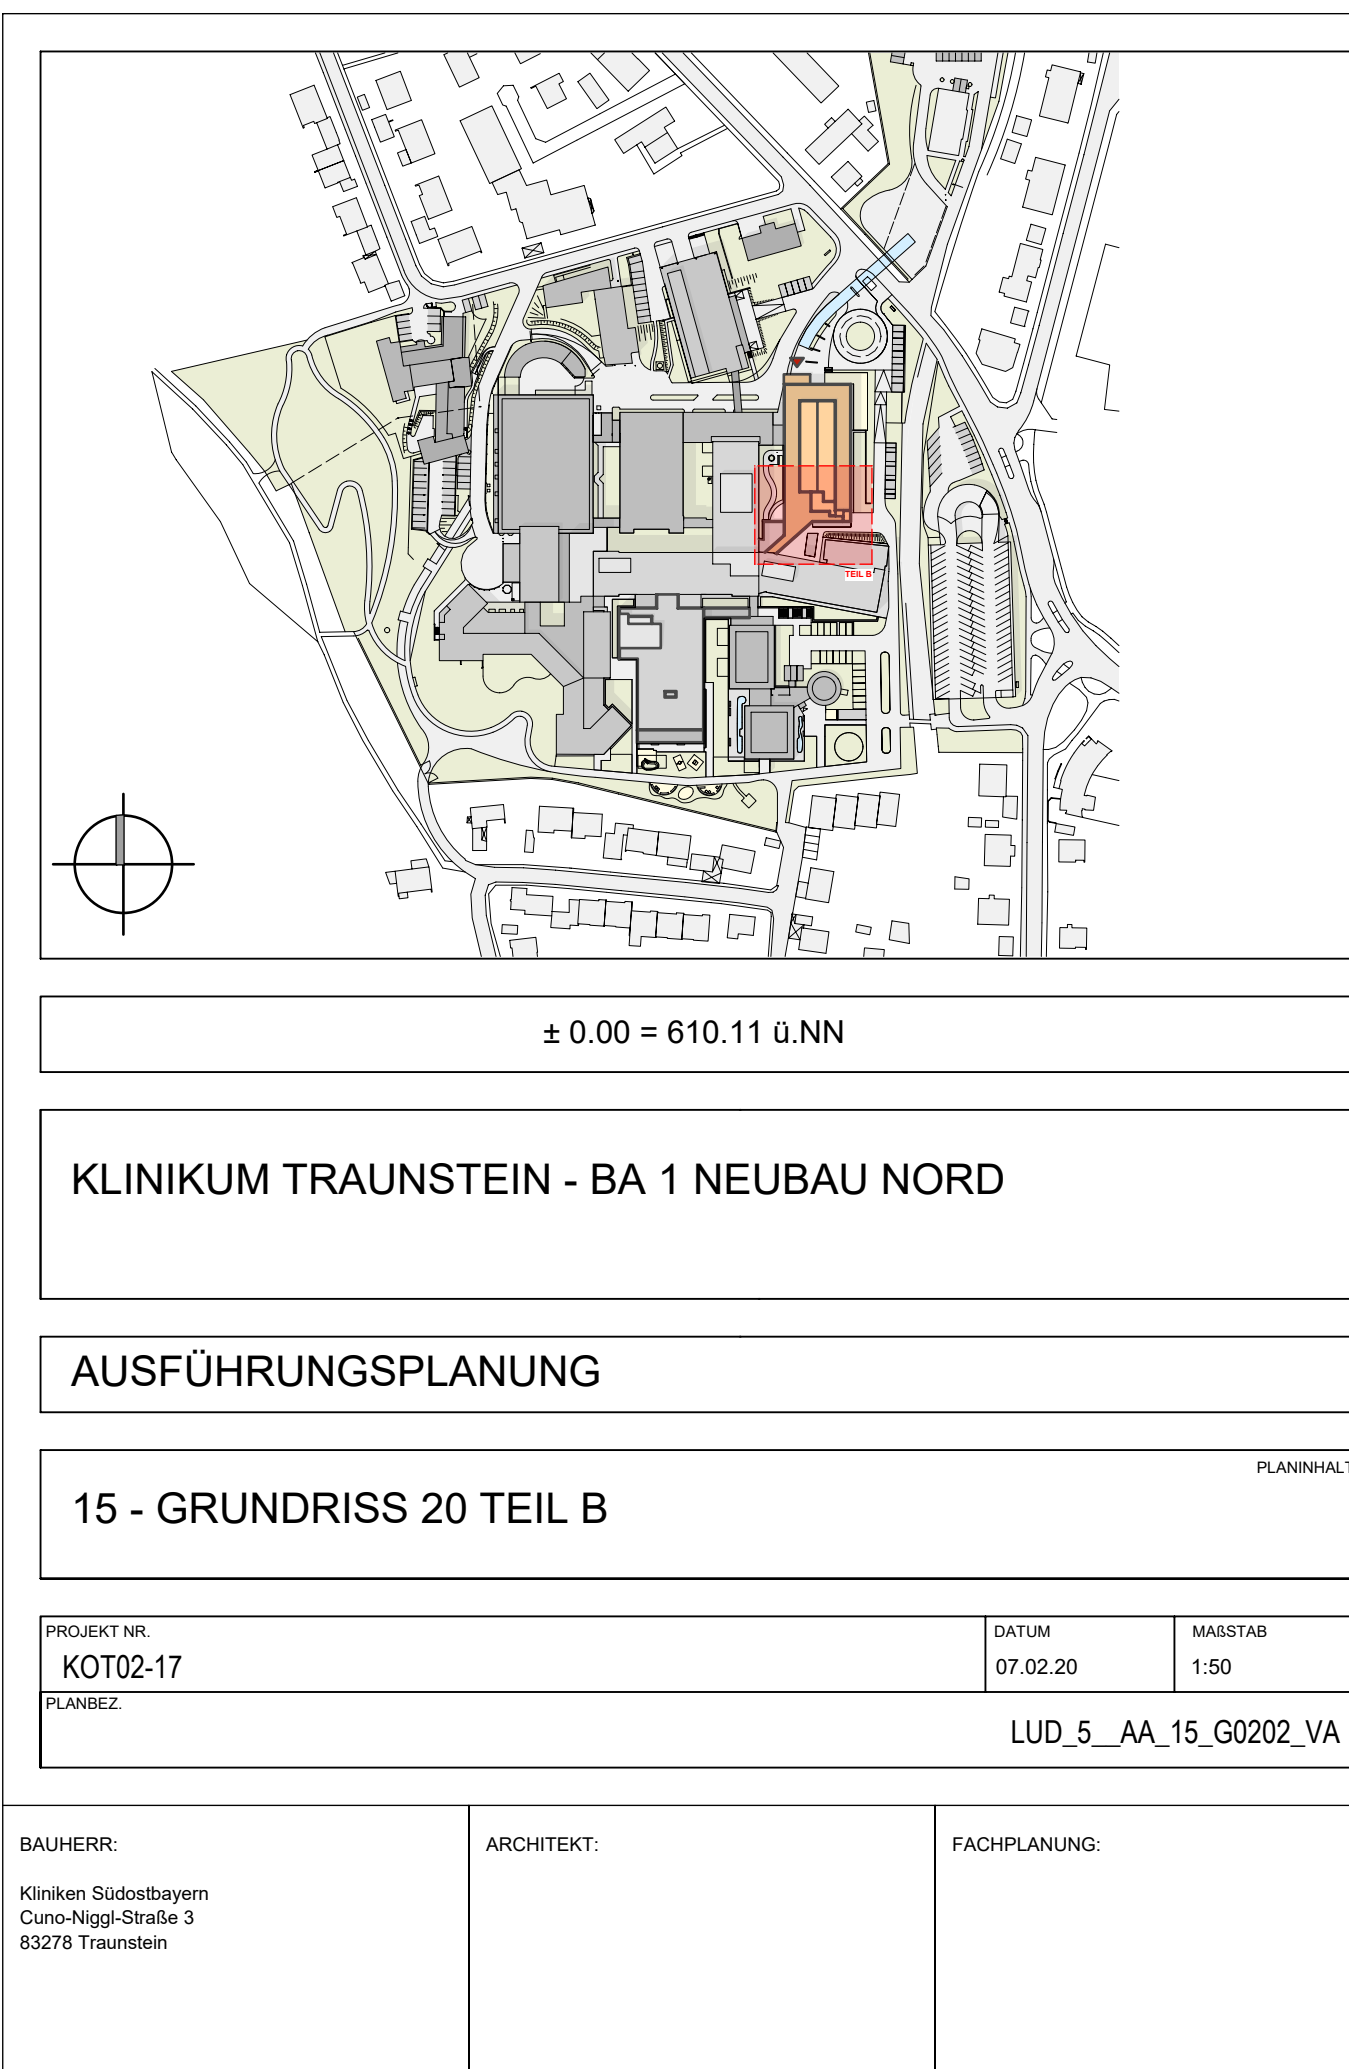 TEIL B
± 0.00 = 610.11 ü.NN
KLINIKUM TRAUNSTEIN - BA 1 NEUBAU NORD
AUSFÜHRUNGSPLANUNG
PLANINHALT
15 - GRUNDRISS 20 TEIL B
PROJEKT NR.
KOT02-17
DATUM
07.02.20
MAßSTAB
1:50
PLANBEZ.
LUD_5__AA_15_G0202_VA
BAUHERR:
Kliniken Südostbayern
Cuno-Niggl-Straße 3
83278 Traunstein
ARCHITEKT:
FACHPLANUNG: